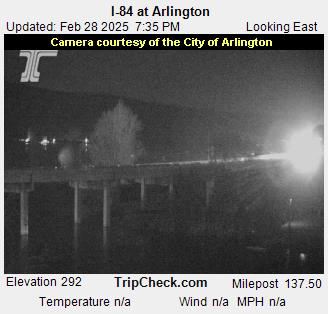 I-84 at Arlington
Updated: Feb 28 2025 7:35 PM Looking East
Camera courtesy of the City of Arlington
Elevation 292 TripCheck.com Milepost 137.50
Temperature n/a Wind n/a MPH n/a